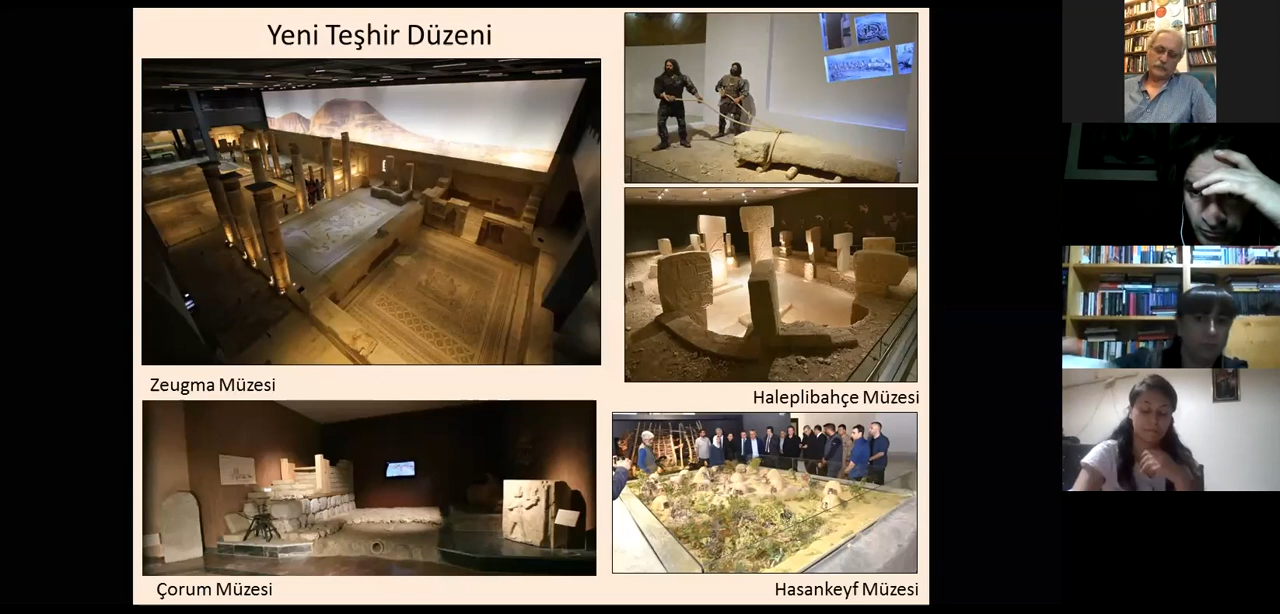 Yeni Teşhir Düzeni
Zeugma Müzesi
Haleplibahçe Müzesi
Çorum Müzesi
Hasankeyf Müzesi